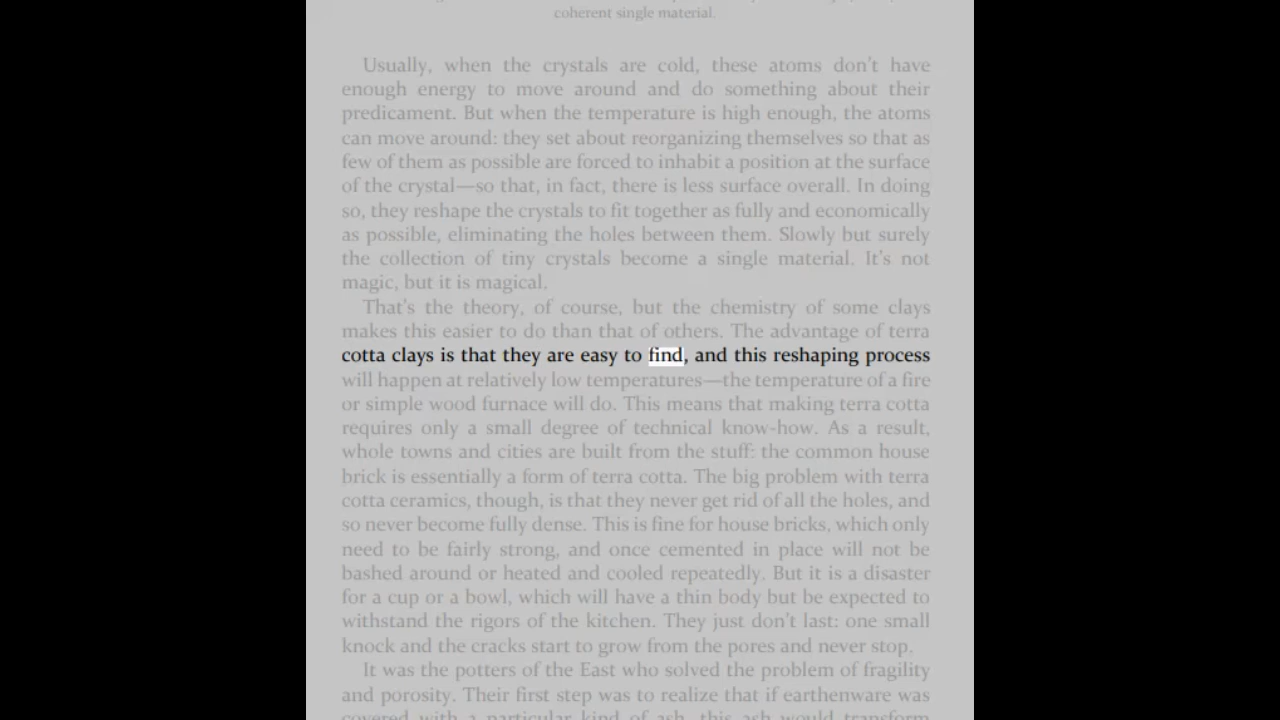 coherent single material.
Usually, when the crystals are cold, these atoms don't have
enough energy to move around and do something about their
predicament. But when the temperature is high enough, the atoms
can move around: they set about reorganizing themselves so that as
few of them as possible are forced to inhabit a position at the surface
of the crystal—so that, in fact, there is less surface overall. In doing
so, they reshape the crystals to fit together as fully and economically
as possible, eliminating the holes between them. Slowly but surely
the collection of tiny crystals become a single material. It's not
magic, but it is magical.
That's the theory, of course, but the chemistry of some clays
makes this easier to do than that of others. The advantage of terra
cotta clays is that they are easy to find, and this reshaping process
will happen at relatively low temperatures—the temperature of a fire
or simple wood furnace will do. This means that making terra cotta
requires only a small degree of technical know-how. As a result,
whole towns and cities are built from the stuff: the common house
brick is essentially a form of terra cotta. The big problem with terra
cotta ceramics, though, is that they never get rid of all the holes, and
so never become fully dense. This is fine for house bricks, which only
need to be fairly strong, and once cemented in place will not be
bashed around or heated and cooled repeatedly. But it is a disaster
for a cup or a bowl, which will have a thin body but be expected to
withstand the rigors of the kitchen. They just don't last: one small
knock and the cracks start to grow from the pores and never stop.
It was the potters of the East who solved the problem of fragility
and porosity. Their first step was to realize that if earthenware was
covered with a particular kind of ash, this ash would transform